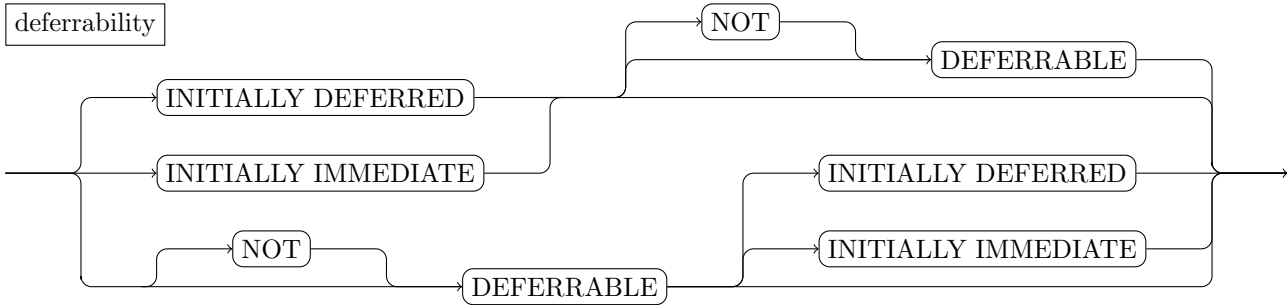 deferrability
NOT
DEFERRABLE
INITIALLY DEFERRED
INITIALLY IMMEDIATE
INITIALLY DEFERRED
NOT
INITIALLY IMMEDIATE
DEFERRABLE